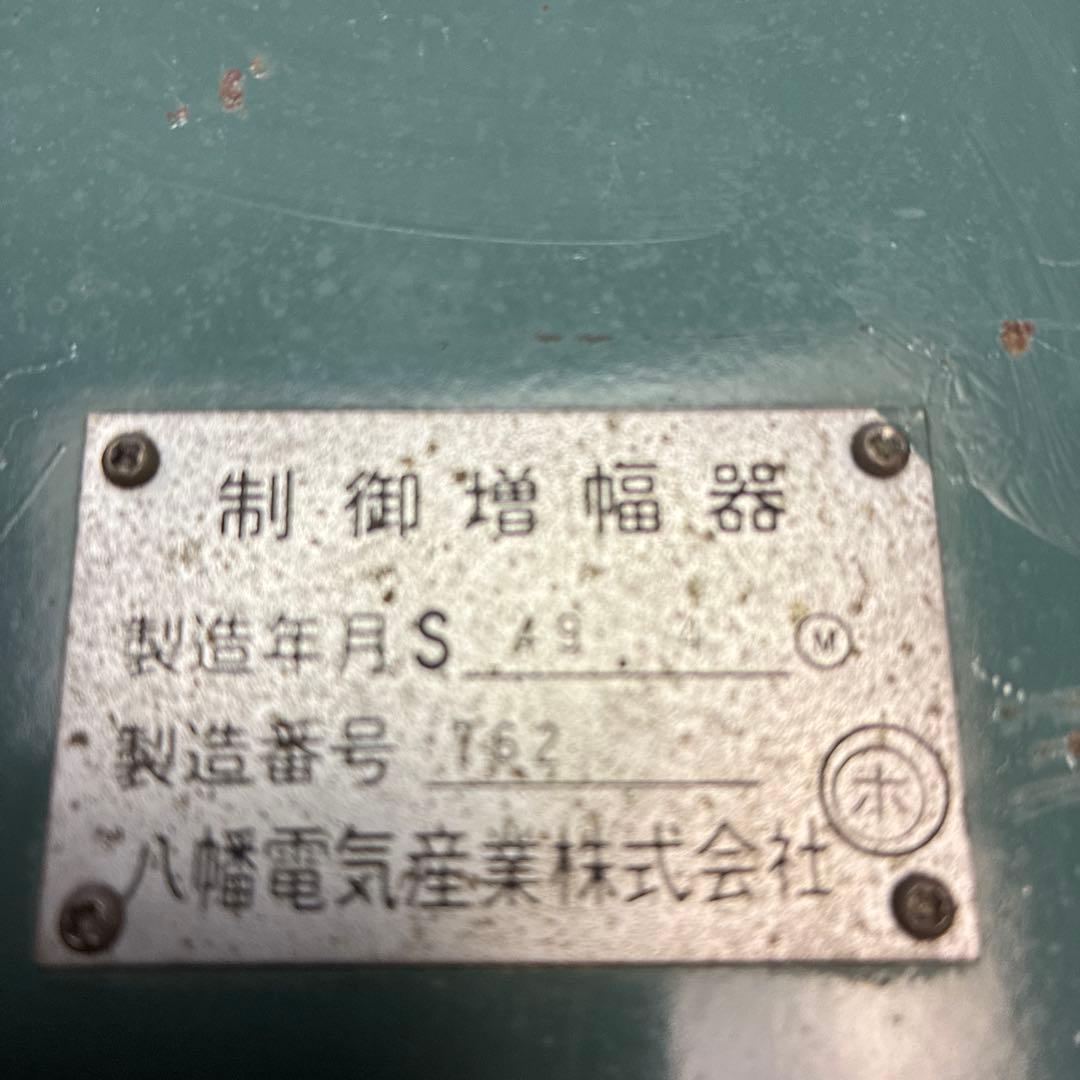 制御増幅器
製造年月 S 49.4 Ⓜ
製造番号 762
ホ
八幡電気産業株式会社